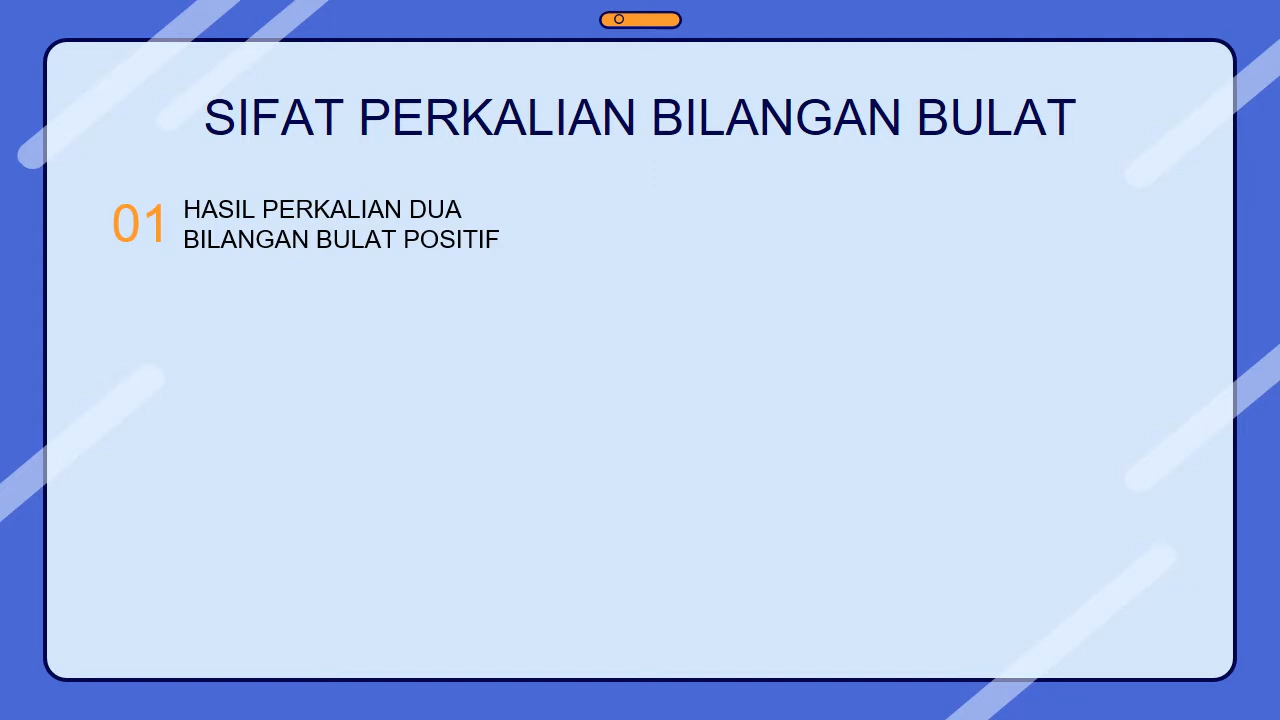 SIFAT PERKALIAN BILANGAN BULAT
01 HASIL PERKALIAN DUA
BILANGAN BULAT POSITIF